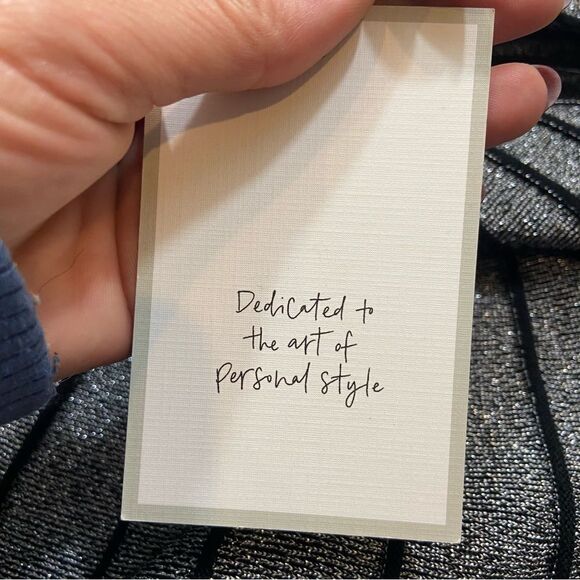 Dedicated to
the art of
personal style